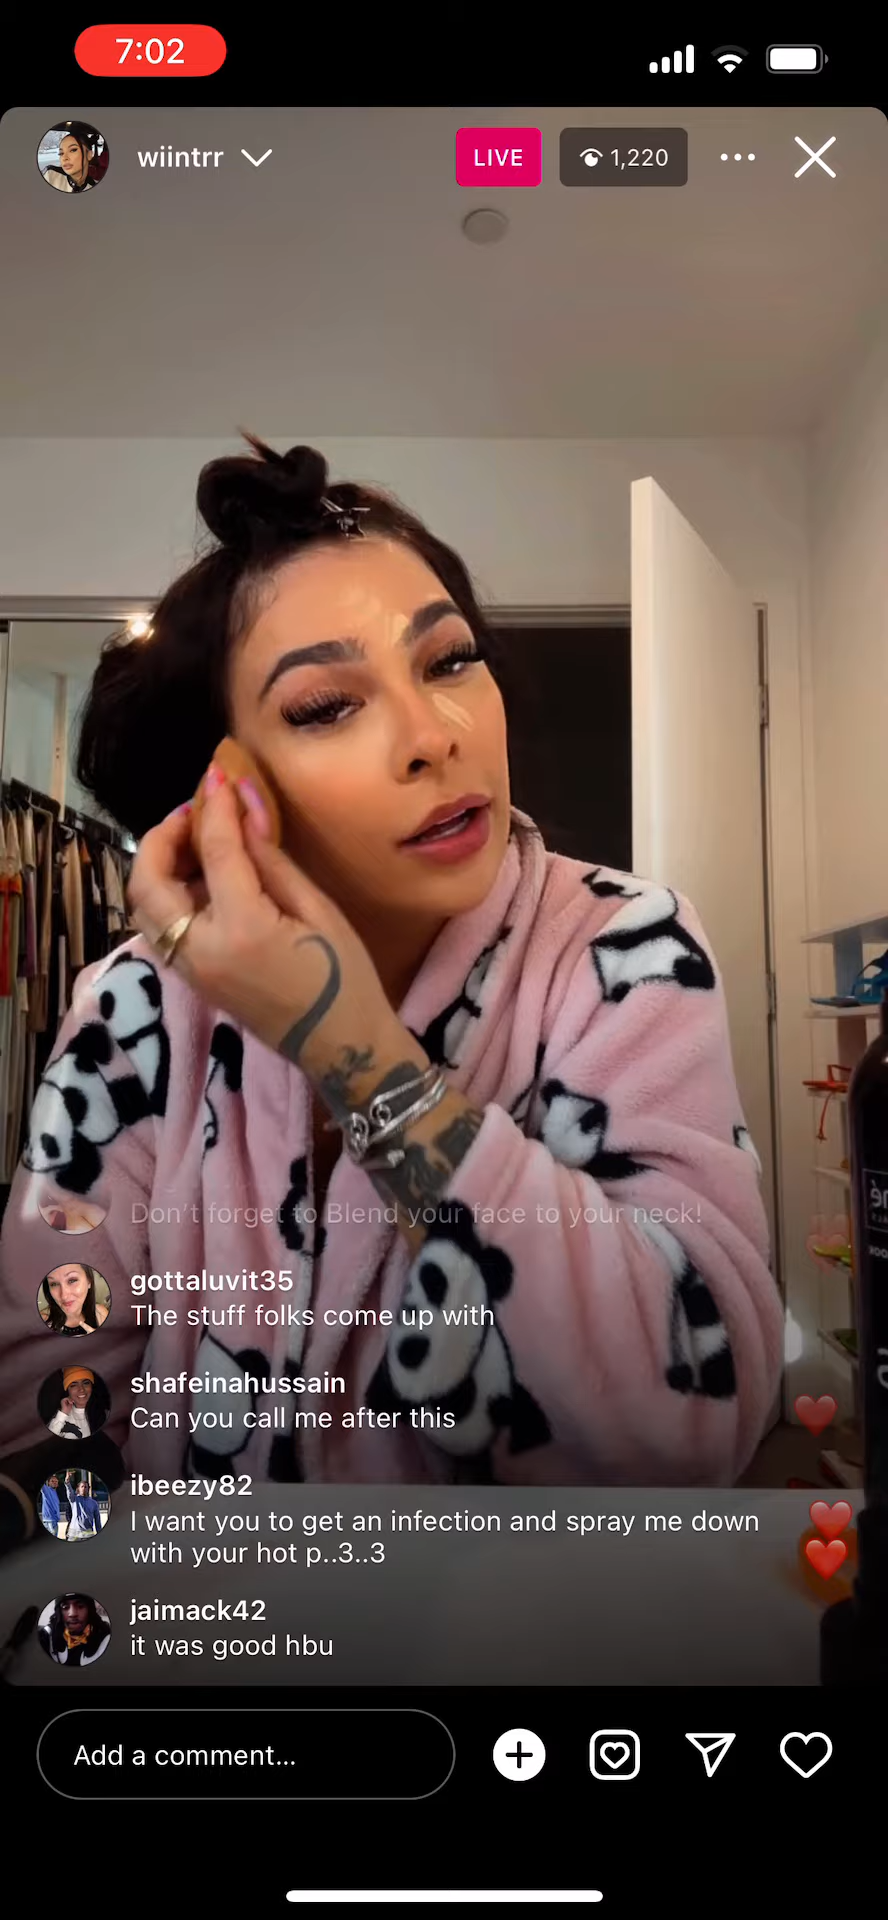 7:02
wiintrr
LIVE
1,220
Don't forget to Blend your face to your neck!
gottaluvit35
The stuff folks come up with
shafeinahussain
Can you call me after this
ibeezy82
I want you to get an infection and spray me down
with your hot p..3..3
jaimack42
it was good hbu
Add a comment...